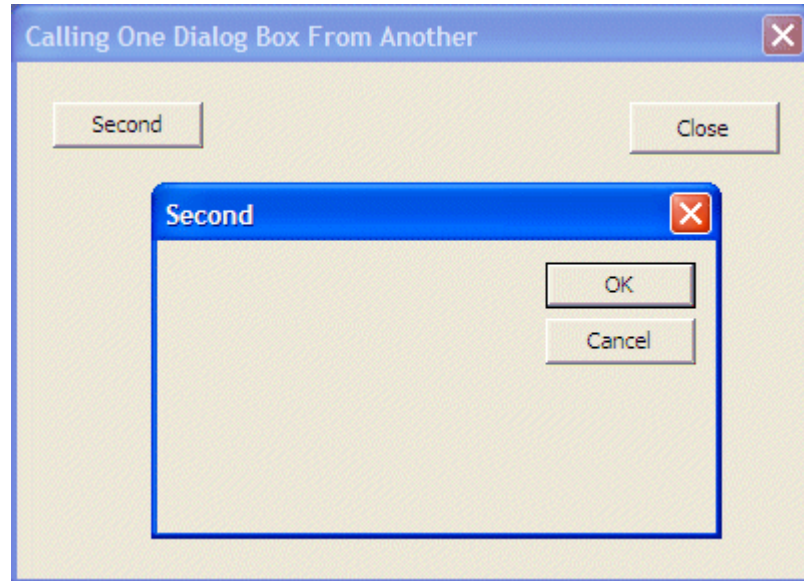 Calling One Dialog Box From Another
Second
Close
Second
OK
Cancel